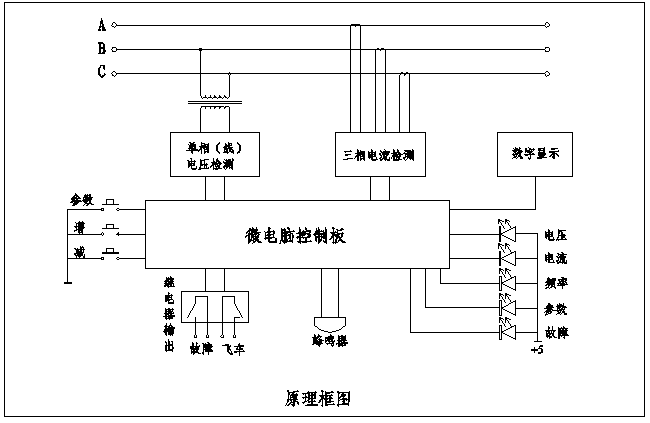 A
B
C
单相（线）
电压检测
三相电流检测
数字显示
参数
增
减
微电脑控制板
电压
电流
频率
参数
故障
+5
继电器输出
故障
飞车
蜂鸣器
原理框图